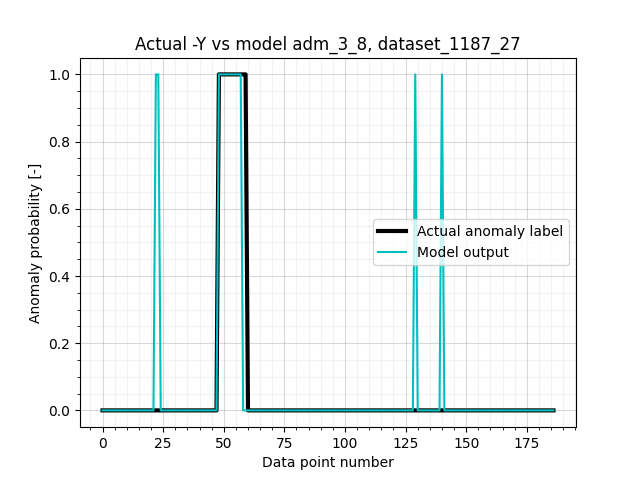 Actual -Y vs model adm_3_8, dataset_1187_27
1.0
0.8
0.6
0.4
0.2
0.0
Anomaly probability [-]
Actual anomaly label
Model output
0 25 50 75 100 125 150 175
Data point number